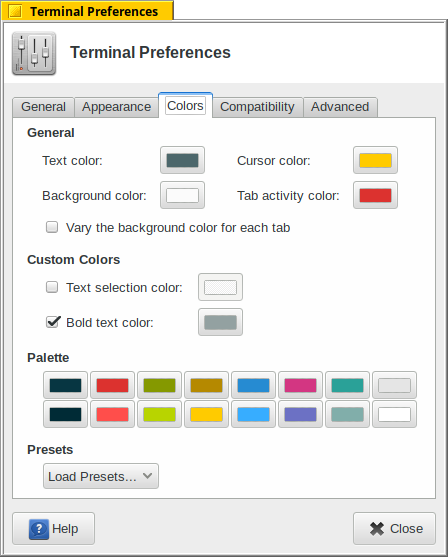 Terminal Preferences
Terminal Preferences
General Appearance Colors Compatibility Advanced
General
Text color: Cursor color:
Background color: Tab activity color:
Vary the background color for each tab
Custom Colors
Text selection color:
Bold text color:
Palette
Presets
Load Presets...
Help Close